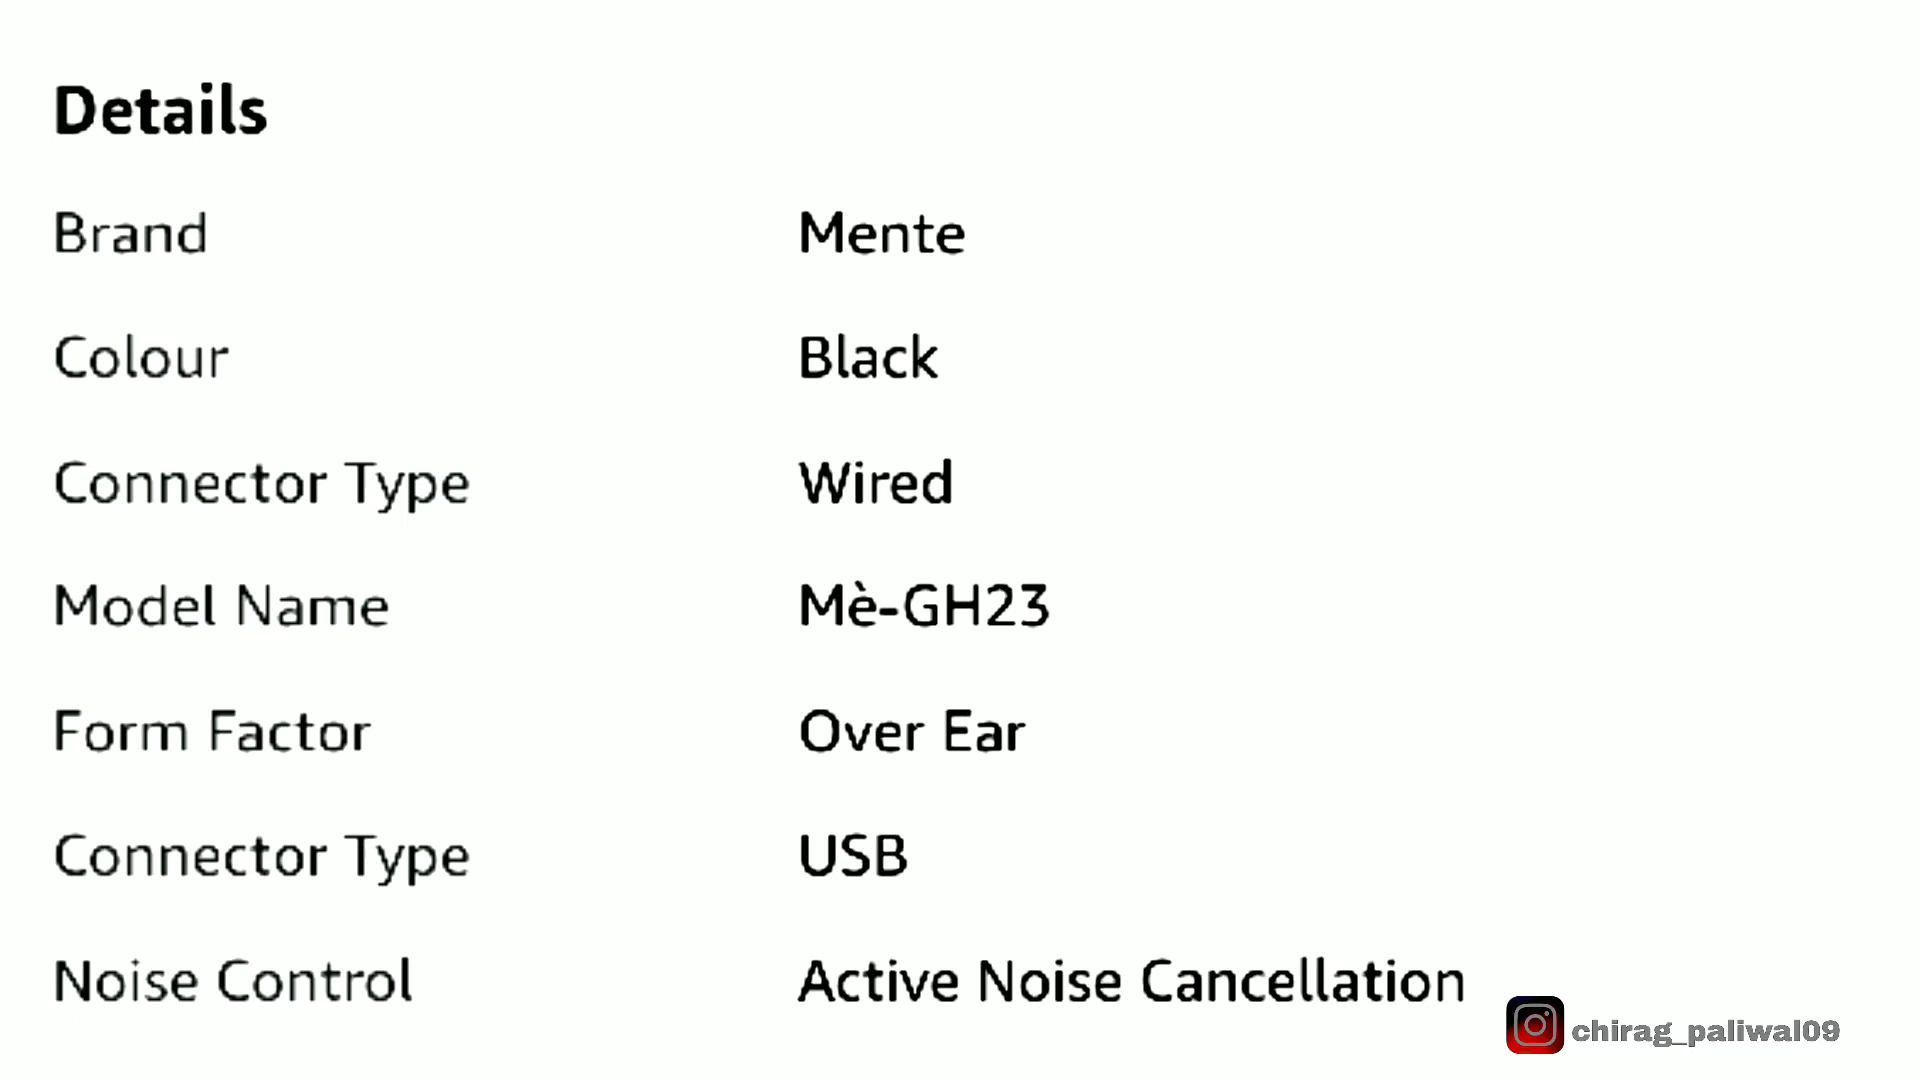 Details
Brand Mente
Colour Black
Connector Type Wired
Model Name Mè-GH23
Form Factor Over Ear
Connector Type USB
Noise Control Active Noise Cancellation
chirag_paliwal09